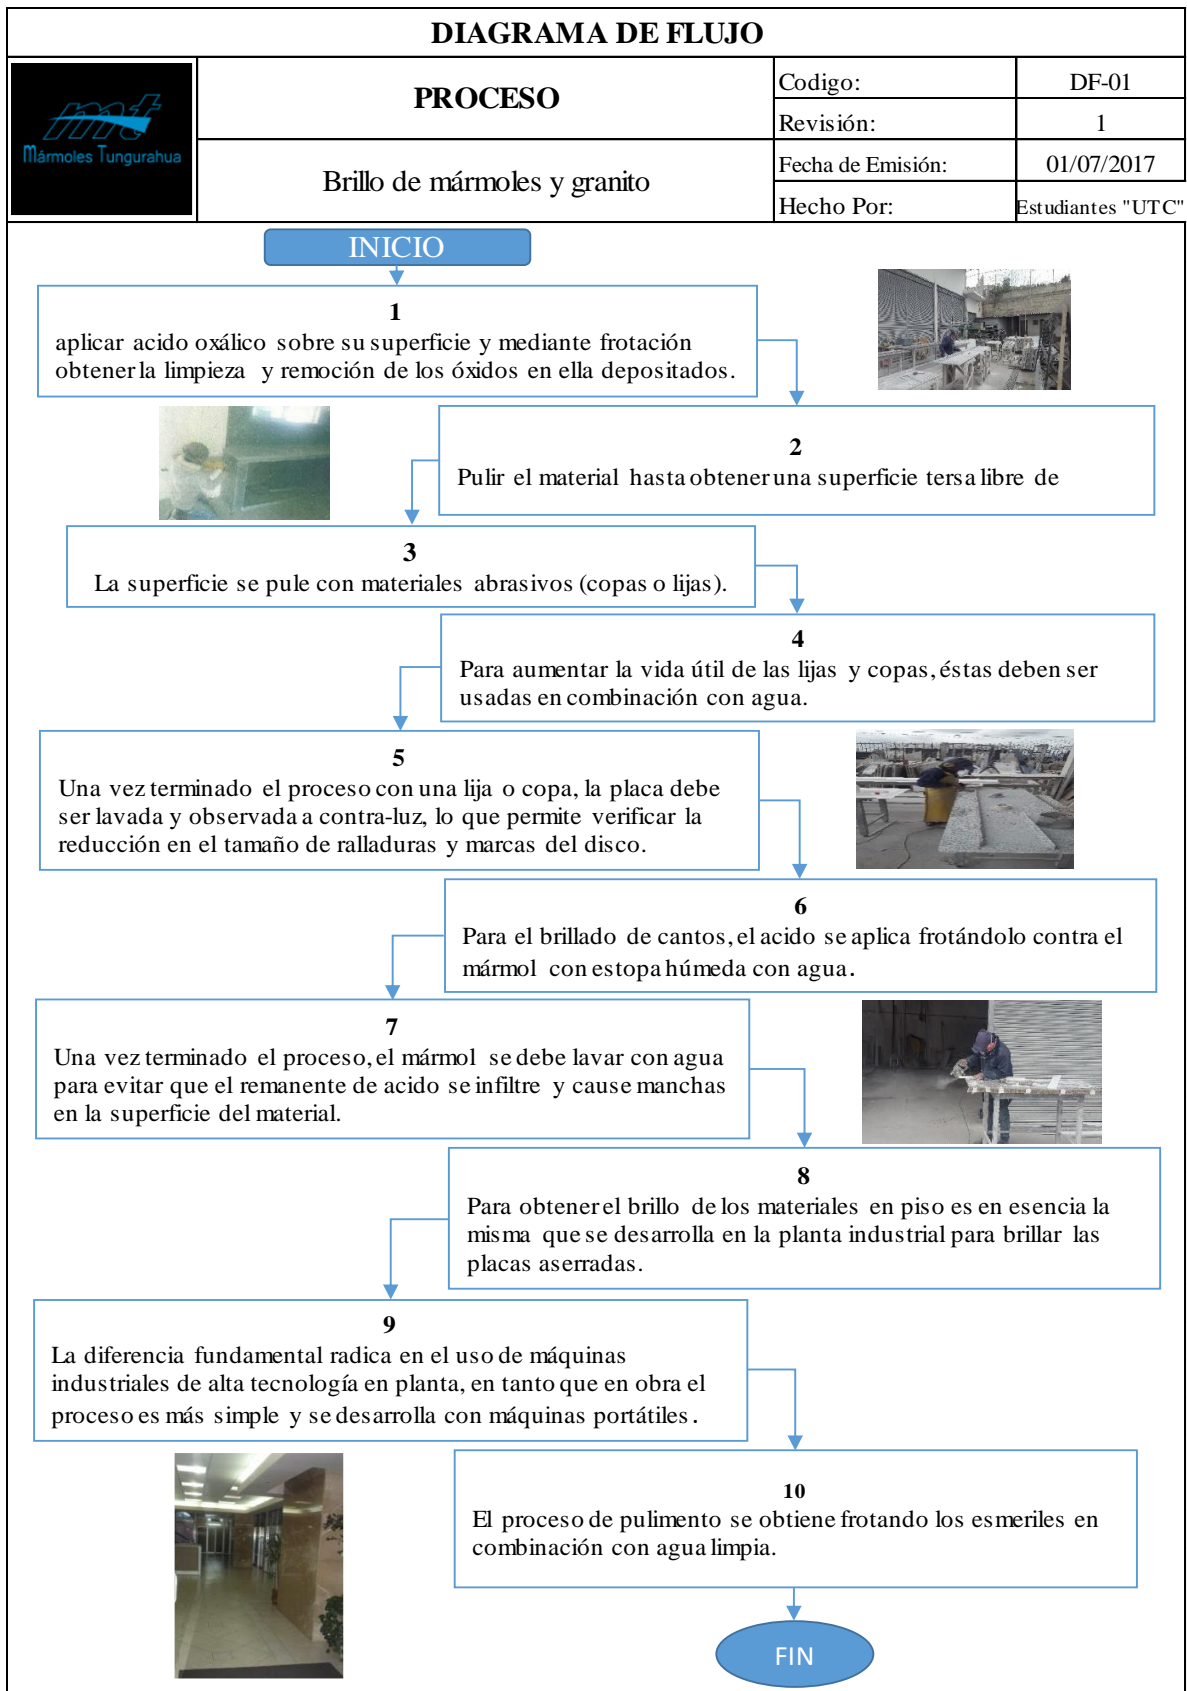 DIAGRAMA DE FLUJO
mt
Mármoles Tungurahua
PROCESO
Brillo de mármoles y granito
Codigo: DF-01
Revisión: 1
Fecha de Emisión: 01/07/2017
Hecho Por: Estudiantes "UTC"
INICIO
1
aplicar acido oxálico sobre su superficie y mediante frotación
obtener la limpieza y remoción de los óxidos en ella depositados.
2
Pulir el material hasta obtener una superficie tersa libre de
3
La superficie se pule con materiales abrasivos (copas o lijas).
4
Para aumentar la vida útil de las lijas y copas, éstas deben ser
usadas en combinación con agua.
5
Una vez terminado el proceso con una lija o copa, la placa debe
ser lavada y observada a contra-luz, lo que permite verificar la
reducción en el tamaño de ralladuras y marcas del disco.
6
Para el brillado de cantos, el acido se aplica frotándolo contra el
mármol con estopa húmeda con agua.
7
Una vez terminado el proceso, el mármol se debe lavar con agua
para evitar que el remanente de acido se infiltre y cause manchas
en la superficie del material.
8
Para obtener el brillo de los materiales en piso es en esencia la
misma que se desarrolla en la planta industrial para brillar las
placas aserradas.
9
La diferencia fundamental radica en el uso de máquinas
industriales de alta tecnología en planta, en tanto que en obra el
proceso es más simple y se desarrolla con máquinas portátiles.
10
El proceso de pulimento se obtiene frotando los esmeriles en
combinación con agua limpia.
FIN